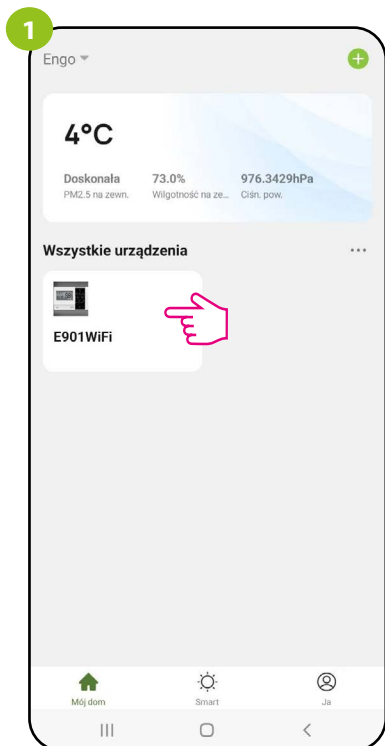 1
Engo
4°C
Doskonała 73.0% 976.3429hPa
PM2.5 na zewn. Wilgotność na ze... Ciśn. pow.
Wszystkie urządzenia ...
E901WiFi
Mój dom Smart Ja